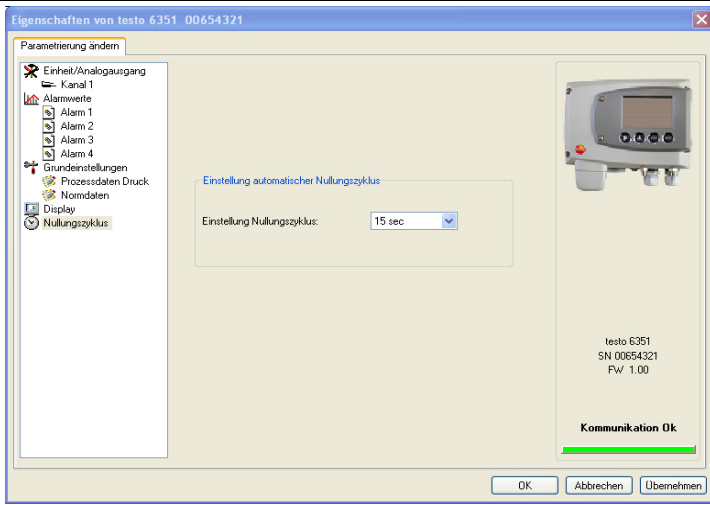 Eigenschaften von testo 6351 00654321
Parametrierung ändern
Einheit/Analogausgang
Kanal 1
Alarmwerte
Alarm 1
Alarm 2
Alarm 3
Alarm 4
Grundeinstellungen
Prozessdaten Druck
Normdaten
Display
Nullungszyklus
Einstellung automatischer Nullungszyklus
Einstellung Nullungszyklus:
15 sec
testo 6351
SN 00654321
FW 1.00
Kommunikation Ok
OK
Abbrechen
Übernehmen